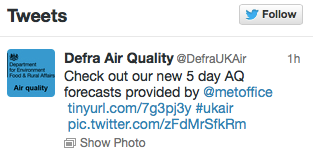 Tweets
Follow
Defra Air Quality @DefraUKAir 1h
Department
for Environment
Food & Rural Affairs
Air quality
Check out our new 5 day AQ
forecasts provided by @metoffice
tinyurl.com/7g3pj3y #ukair
pic.twitter.com/zFdMrSfkRm
Show Photo